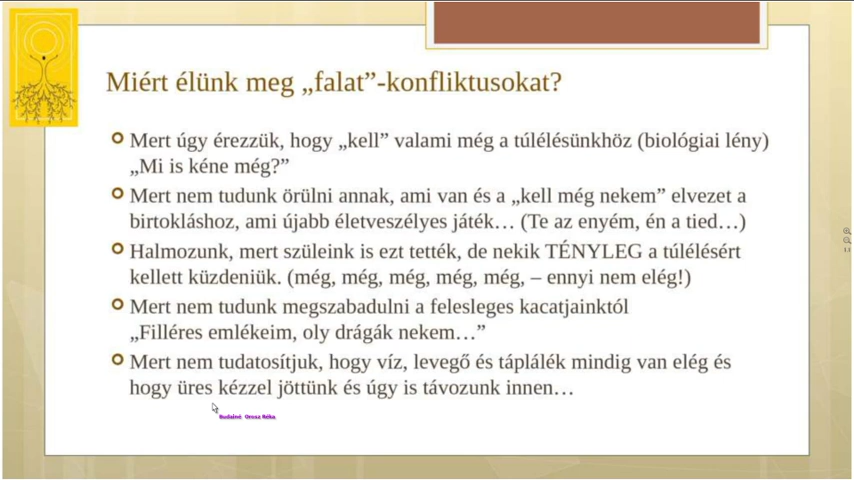 Miért élünk meg „falat”-konfliktusokat?
Mert úgy érezzük, hogy „kell” valami még a túlélésünkhöz (biológiai lény)
„Mi is kéne még?”
Mert nem tudunk örülni annak, ami van és a „kell még nekem” elvezet a
birtokláshoz, ami újabb életveszélyes játék… (Te az enyém, én a tied…)
Halmozunk, mert szüleink is ezt tették, de nekik TÉNYLEG a túlélésért
kellett küzdeniük. (még, még, még, még, még, – ennyi nem elég!)
Mert nem tudunk megszabadulni a felesleges kacatjainktól
„Filléres emlékeim, oly drágák nekem…”
Mert nem tudatosítjuk, hogy víz, levegő és táplálék mindig van elég és
hogy üres kézzel jöttünk és úgy is távozunk innen…
Budainé Orosz Réka